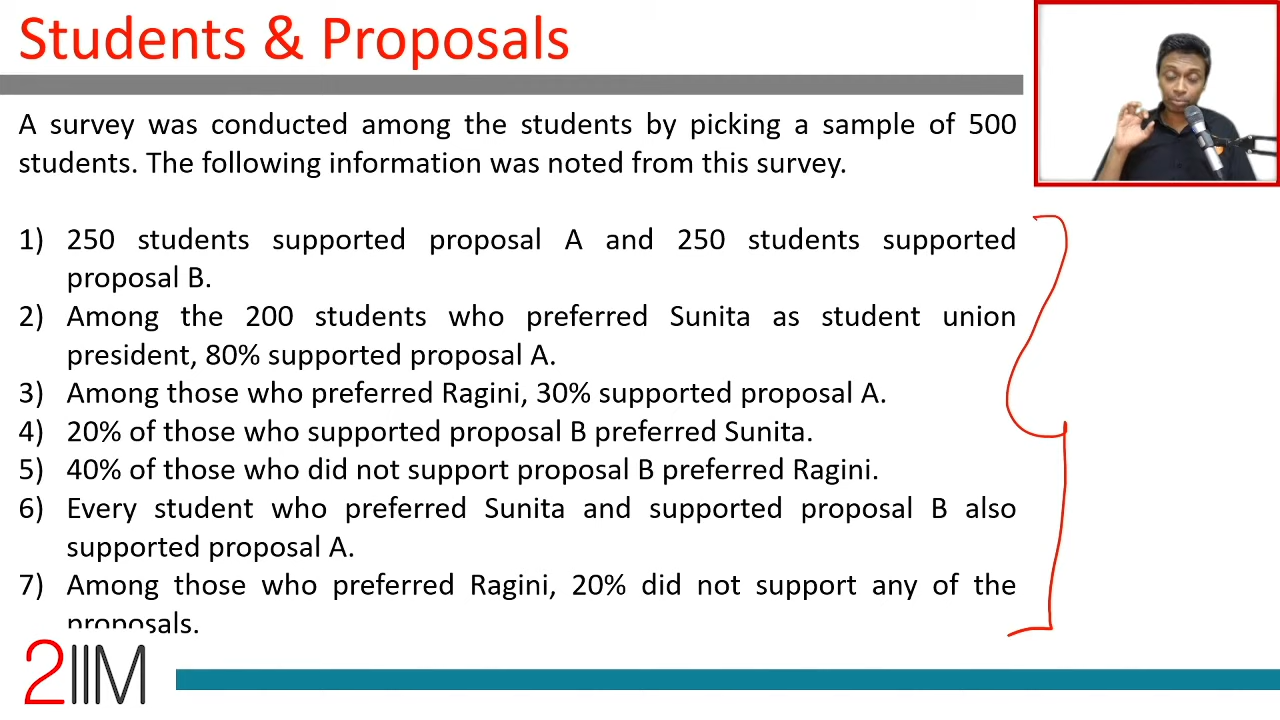 Students & Proposals
A survey was conducted among the students by picking a sample of 500
students. The following information was noted from this survey.
1) 250 students supported proposal A and 250 students supported
proposal B.
2) Among the 200 students who preferred Sunita as student union
president, 80% supported proposal A.
3) Among those who preferred Ragini, 30% supported proposal A.
4) 20% of those who supported proposal B preferred Sunita.
5) 40% of those who did not support proposal B preferred Ragini.
6) Every student who preferred Sunita and supported proposal B also
supported proposal A.
7) Among those who preferred Ragini, 20% did not support any of the
proposals.
2IIM